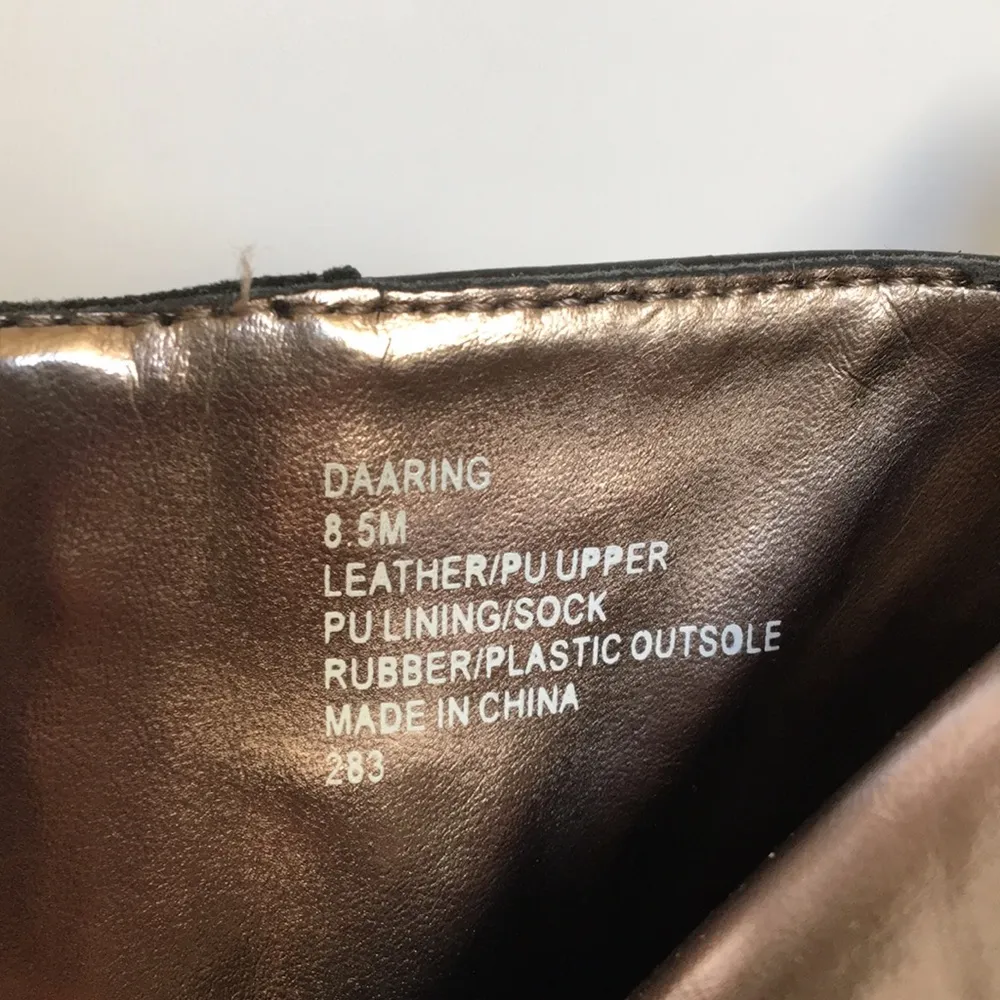 DAARING
8.5M
LEATHER/PU UPPER
PU LINING/SOCK
RUBBER/PLASTIC OUTSOLE
MADE IN CHINA
283